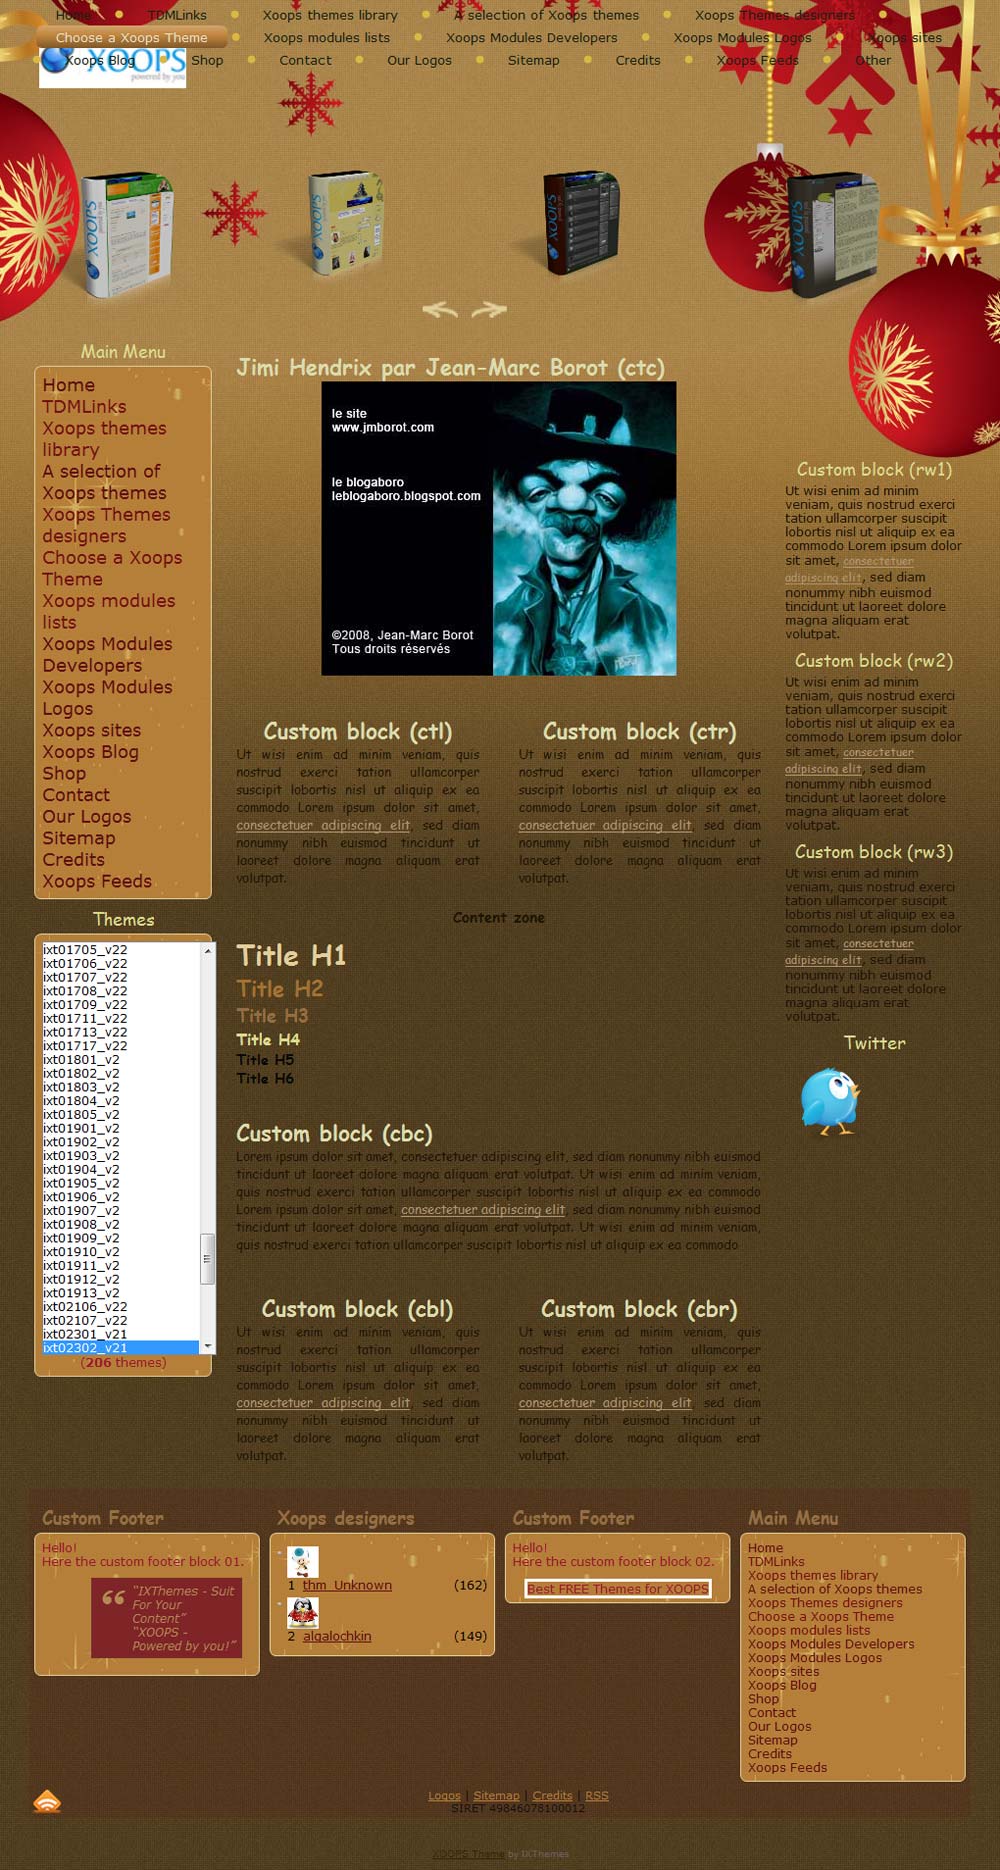 Home TDMLinks Xoops themes library A selection of Xoops themes Xoops Themes designers
Choose a Xoops Theme Xoops modules lists Xoops Modules Developers Xoops Modules Logos Xoops sites
Xoops Blog Shop Contact Our Logos Sitemap Credits Xoops Feeds Other
XOOPS
powered by you
XOOPS
XOOPS
XOOPS
XOOPS
Main Menu
Home
TDMLinks
Xoops themes
library
A selection of
Xoops themes
Xoops Themes
designers
Choose a Xoops
Theme
Xoops modules
lists
Xoops Modules
Developers
Xoops Modules
Logos
Xoops sites
Xoops Blog
Shop
Contact
Our Logos
Sitemap
Credits
Xoops Feeds
Themes
ixt01705_v22
ixt01706_v22
ixt01707_v22
ixt01708_v22
ixt01709_v22
ixt01711_v22
ixt01713_v22
ixt01717_v22
ixt01801_v2
ixt01802_v2
ixt01803_v2
ixt01804_v2
ixt01805_v2
ixt01901_v2
ixt01902_v2
ixt01903_v2
ixt01904_v2
ixt01905_v2
ixt01906_v2
ixt01907_v2
ixt01908_v2
ixt01909_v2
ixt01910_v2
ixt01911_v2
ixt01912_v2
ixt01913_v2
ixt02106_v22
ixt02107_v22
ixt02301_v21
ixt02302_v21
(206 themes)
Jimi Hendrix par Jean-Marc Borot (ctc)
le site
www.jmborot.com
le blogaboro
leblogaboro.blogspot.com
©2008, Jean-Marc Borot
Tous droits réservés
Custom block (ctl)
Ut wisi enim ad minim veniam, quis
nostrud exerci tation ullamcorper
suscipit lobortis nisl ut aliquip ex ea
commodo Lorem ipsum dolor sit amet,
consectetuer adipiscing elit, sed diam
nonummy nibh euismod tincidunt ut
laoreet dolore magna aliquam erat
volutpat.
Custom block (ctr)
Ut wisi enim ad minim veniam, quis
nostrud exerci tation ullamcorper
suscipit lobortis nisl ut aliquip ex ea
commodo Lorem ipsum dolor sit amet,
consectetuer adipiscing elit, sed diam
nonummy nibh euismod tincidunt ut
laoreet dolore magna aliquam erat
volutpat.
Content zone
Title H1
Title H2
Title H3
Title H4
Title H5
Title H6
Custom block (cbc)
Lorem ipsum dolor sit amet, consectetuer adipiscing elit, sed diam nonummy nibh euismod
tincidunt ut laoreet dolore magna aliquam erat volutpat. Ut wisi enim ad minim veniam,
quis nostrud exerci tation ullamcorper suscipit lobortis nisl ut aliquip ex ea commodo
Lorem ipsum dolor sit amet, consectetuer adipiscing elit, sed diam nonummy nibh euismod
tincidunt ut laoreet dolore magna aliquam erat volutpat. Ut wisi enim ad minim veniam,
quis nostrud exerci tation ullamcorper suscipit lobortis nisl ut aliquip ex ea commodo
Custom block (cbl)
Ut wisi enim ad minim veniam, quis
nostrud exerci tation ullamcorper
suscipit lobortis nisl ut aliquip ex ea
commodo Lorem ipsum dolor sit amet,
consectetuer adipiscing elit, sed diam
nonummy nibh euismod tincidunt ut
laoreet dolore magna aliquam erat
volutpat.
Custom block (cbr)
Ut wisi enim ad minim veniam, quis
nostrud exerci tation ullamcorper
suscipit lobortis nisl ut aliquip ex ea
commodo Lorem ipsum dolor sit amet,
consectetuer adipiscing elit, sed diam
nonummy nibh euismod tincidunt ut
laoreet dolore magna aliquam erat
volutpat.
Custom block (rw1)
Ut wisi enim ad minim
veniam, quis nostrud exerci
tation ullamcorper suscipit
lobortis nisl ut aliquip ex ea
commodo Lorem ipsum dolor
sit amet, consectetuer
adipiscing elit, sed diam
nonummy nibh euismod
tincidunt ut laoreet dolore
magna aliquam erat
volutpat.
Custom block (rw2)
Ut wisi enim ad minim
veniam, quis nostrud exerci
tation ullamcorper suscipit
lobortis nisl ut aliquip ex ea
commodo Lorem ipsum dolor
sit amet, consectetuer
adipiscing elit, sed diam
nonummy nibh euismod
tincidunt ut laoreet dolore
magna aliquam erat
volutpat.
Custom block (rw3)
Ut wisi enim ad minim
veniam, quis nostrud exerci
tation ullamcorper suscipit
lobortis nisl ut aliquip ex ea
commodo Lorem ipsum dolor
sit amet, consectetuer
adipiscing elit, sed diam
nonummy nibh euismod
tincidunt ut laoreet dolore
magna aliquam erat
volutpat.
Twitter
Custom Footer
Hello!
Here the custom footer block 01.
“IXThemes - Suit
For Your
Content”
“XOOPS -
Powered by you!”
Xoops designers
1 thm_Unknown (162)
2 algalochkin (149)
Custom Footer
Hello!
Here the custom footer block 02.
Best FREE Themes for XOOPS
Main Menu
Home
TDMLinks
Xoops themes library
A selection of Xoops themes
Xoops Themes designers
Choose a Xoops Theme
Xoops modules lists
Xoops Modules Developers
Xoops Modules Logos
Xoops sites
Xoops Blog
Shop
Contact
Our Logos
Sitemap
Credits
Xoops Feeds
Logos | Sitemap | Credits | RSS
SIRET 49846078100012
XOOPS Theme by IXThemes